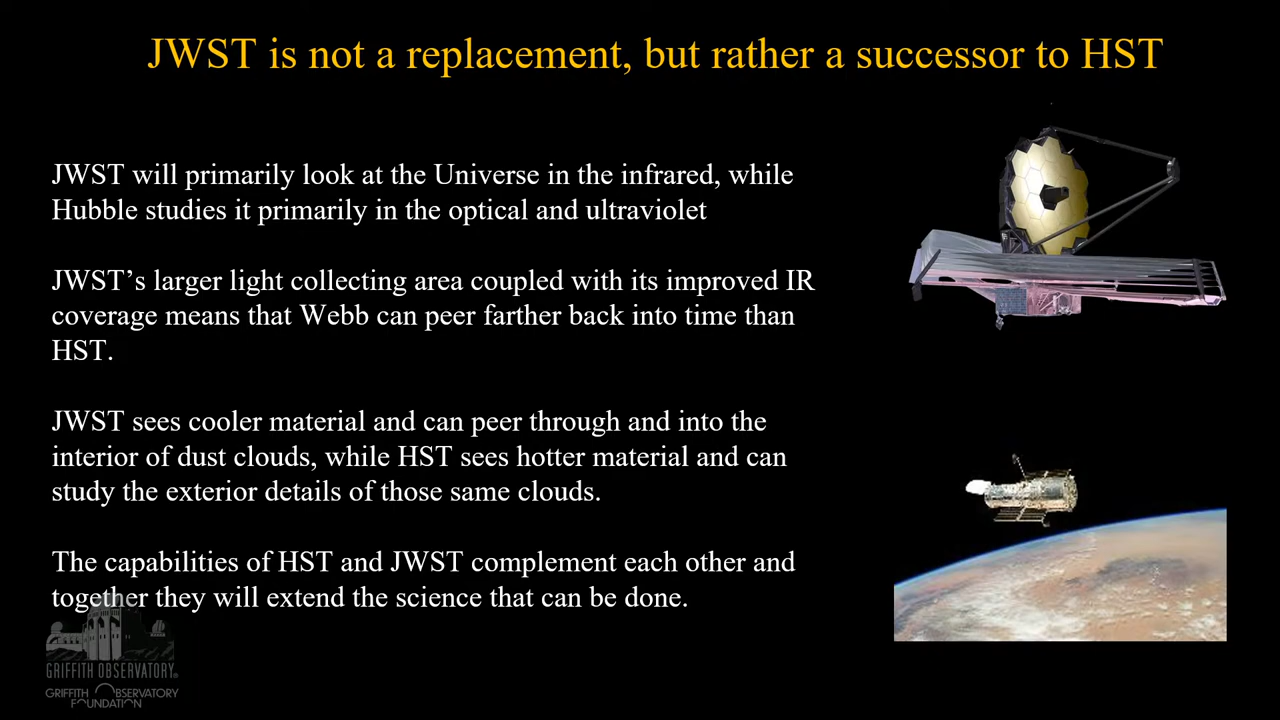 JWST is not a replacement, but rather a successor to HST
JWST will primarily look at the Universe in the infrared, while
Hubble studies it primarily in the optical and ultraviolet
JWST’s larger light collecting area coupled with its improved IR
coverage means that Webb can peer farther back into time than
HST.
JWST sees cooler material and can peer through and into the
interior of dust clouds, while HST sees hotter material and can
study the exterior details of those same clouds.
The capabilities of HST and JWST complement each other and
together they will extend the science that can be done.
GRIFFITH OBSERVATORY®
GRIFFITH OBSERVATORY
FOUNDATION